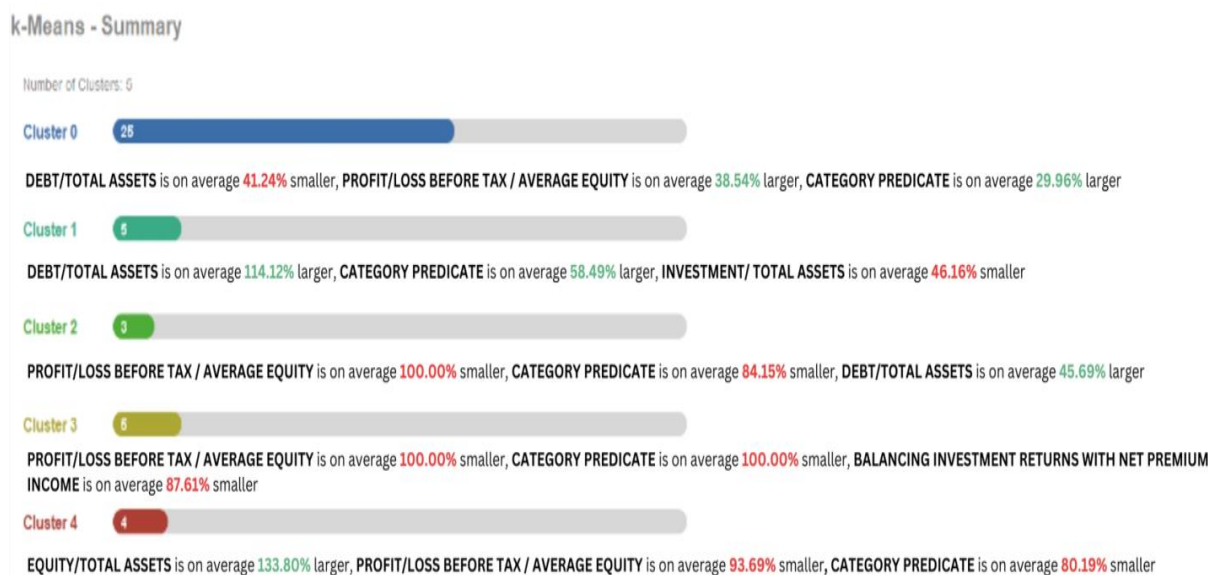 k-Means - Summary
Number of Clusters: 5
Cluster 0 25
DEBT/TOTAL ASSETS is on average 41.24% smaller, PROFIT/LOSS BEFORE TAX / AVERAGE EQUITY is on average 38.54% larger, CATEGORY PREDICATE is on average 29.96% larger
Cluster 1 5
DEBT/TOTAL ASSETS is on average 114.12% larger, CATEGORY PREDICATE is on average 58.49% larger, INVESTMENT/ TOTAL ASSETS is on average 46.16% smaller
Cluster 2 3
PROFIT/LOSS BEFORE TAX / AVERAGE EQUITY is on average 100.00% smaller, CATEGORY PREDICATE is on average 84.15% smaller, DEBT/TOTAL ASSETS is on average 45.69% larger
Cluster 3 5
PROFIT/LOSS BEFORE TAX / AVERAGE EQUITY is on average 100.00% smaller, CATEGORY PREDICATE is on average 100.00% smaller, BALANCING INVESTMENT RETURNS WITH NET PREMIUM
INCOME is on average 87.61% smaller
Cluster 4 4
EQUITY/TOTAL ASSETS is on average 133.80% larger, PROFIT/LOSS BEFORE TAX / AVERAGE EQUITY is on average 93.69% smaller, CATEGORY PREDICATE is on average 80.19% smaller